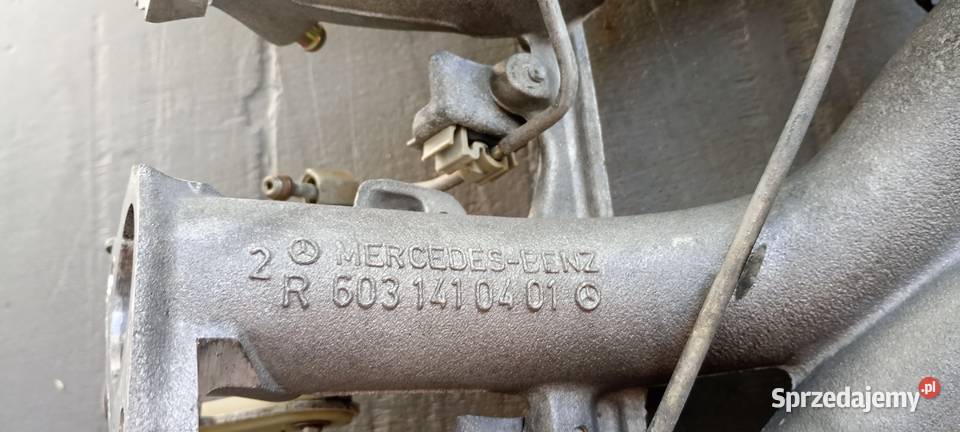 2 MERCEDES-BENZ
R 603 141 04 01
Sprzedajemy.pl